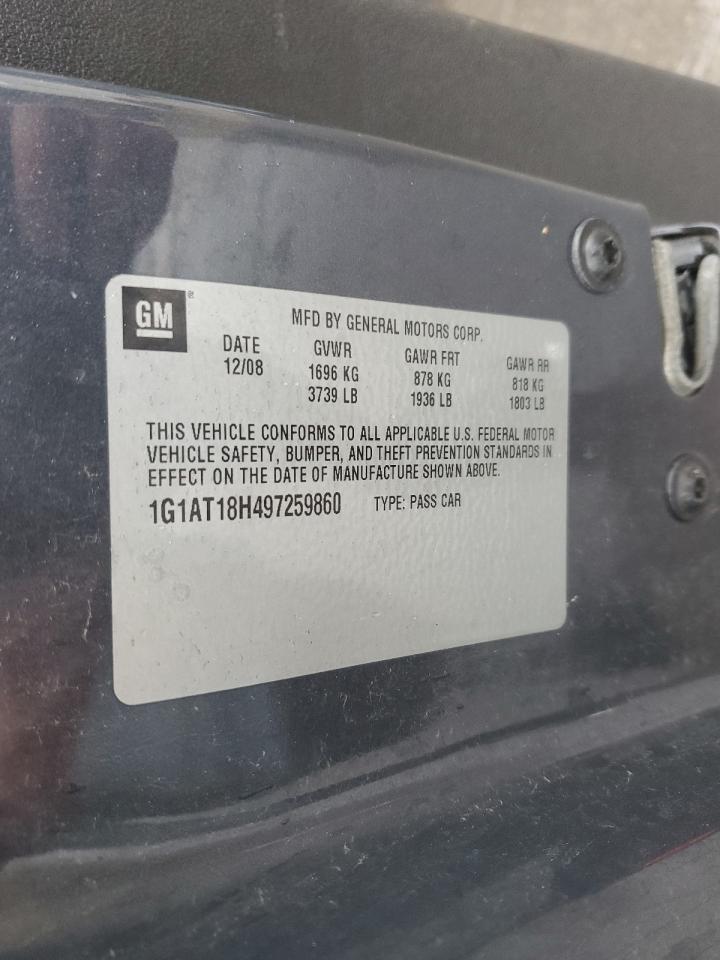 GM ®
MFD BY GENERAL MOTORS CORP.
DATE GVWR GAWR FRT GAWR RR
12/08 1696 KG 878 KG 818 KG
3739 LB 1936 LB 1803 LB
THIS VEHICLE CONFORMS TO ALL APPLICABLE U.S. FEDERAL MOTOR
VEHICLE SAFETY, BUMPER, AND THEFT PREVENTION STANDARDS IN
EFFECT ON THE DATE OF MANUFACTURE SHOWN ABOVE.
1G1AT18H497259860 TYPE: PASS CAR